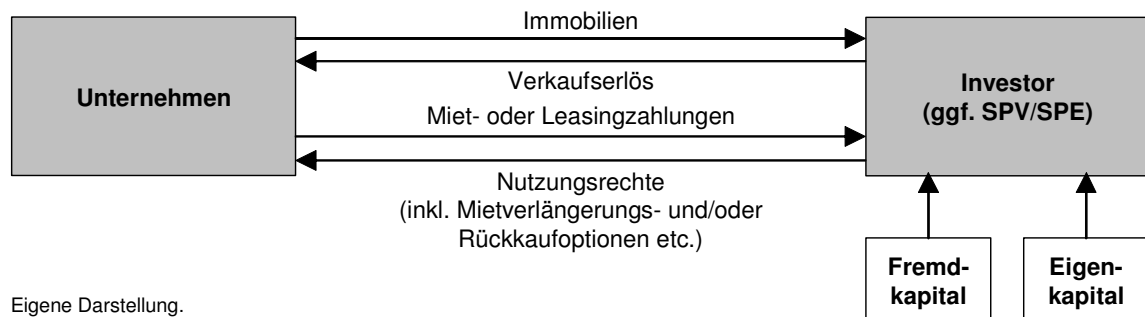 Immobilien
Verkaufserlös
Unternehmen
Miet- oder Leasingzahlungen
Investor
(ggf. SPV/SPE)
Nutzungsrechte
(inkl. Mietverlängerungs- und/oder
Rückkaufoptionen etc.)
Fremd-
kapital
Eigen-
kapital
Eigene Darstellung.